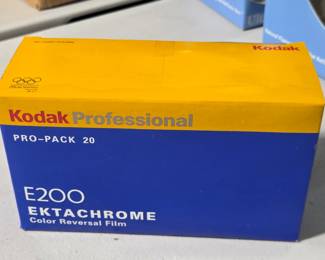 Kodak
Kodak Professional
PRO-PACK 20
E200
EKTACHROME
Color Reversal Film